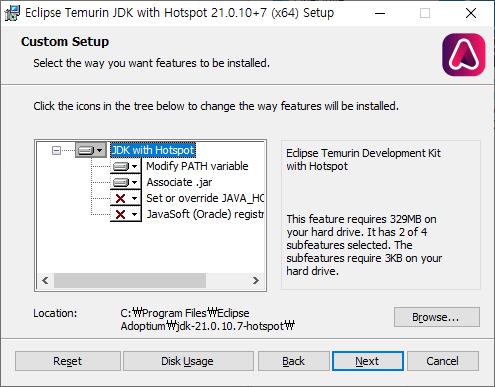 Eclipse Temurin JDK with Hotspot 21.0.10+7 (x64) Setup
Custom Setup
Select the way you want features to be installed.
Click the icons in the tree below to change the way features will be installed.
JDK with Hotspot
Modify PATH variable
Associate .jar
Set or override JAVA_HO
JavaSoft (Oracle) registr
Eclipse Temurin Development Kit
with Hotspot
This feature requires 329MB on
your hard drive. It has 2 of 4
subfeatures selected. The
subfeatures require 3KB on your
hard drive.
Location:
C:₩Program Files₩Eclipse
Adoptium₩jdk-21.0.10.7-hotspot₩
Browse...
Reset
Disk Usage
Back
Next
Cancel